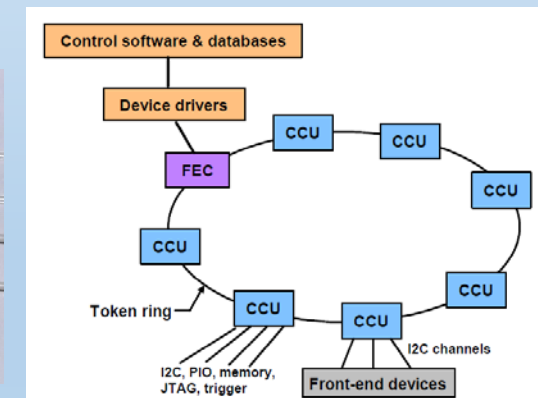 Control software & databases
Device drivers
CCU
CCU
FEC
CCU
CCU
CCU
Token ring
CCU
CCU
I2C channels
I2C, PIO, memory,
JTAG, trigger
Front-end devices